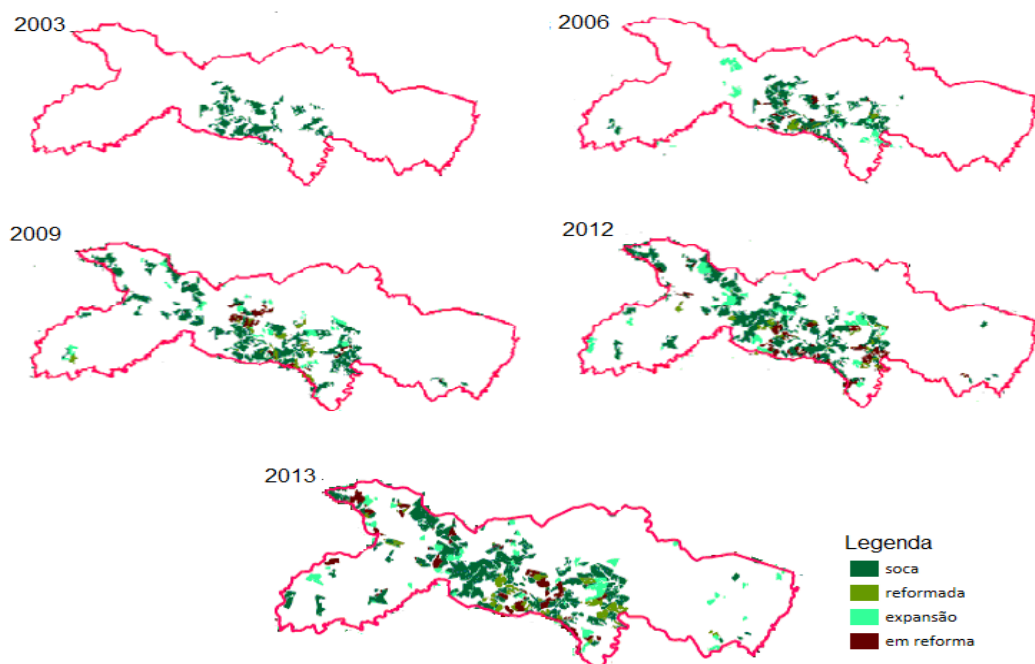 2003
2006
2009
2012
2013
Legenda
soca
reformada
expansão
em reforma